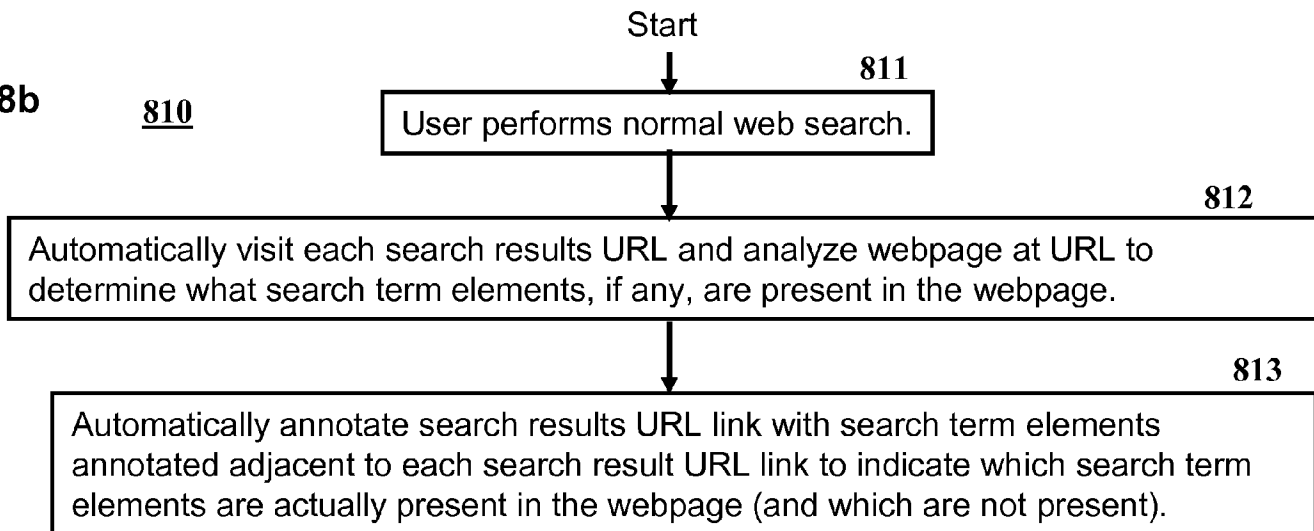 Start
811
8b
810
User performs normal web search.
812
Automatically visit each search results URL and analyze webpage at URL to
determine what search term elements, if any, are present in the webpage.
813
Automatically annotate search results URL link with search term elements
annotated adjacent to each search result URL link to indicate which search term
elements are actually present in the webpage (and which are not present).